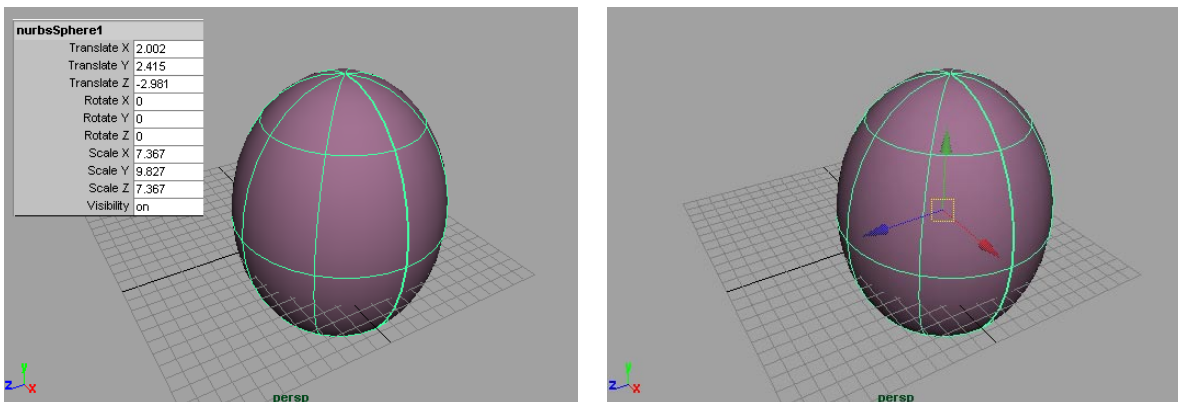 nurbsSphere1
Translate X 2.002
Translate Y 2.415
Translate Z -2.981
Rotate X 0
Rotate Y 0
Rotate Z 0
Scale X 7.367
Scale Y 9.827
Scale Z 7.367
Visibility on
Y
Z X
persp
Y
Z X
persp